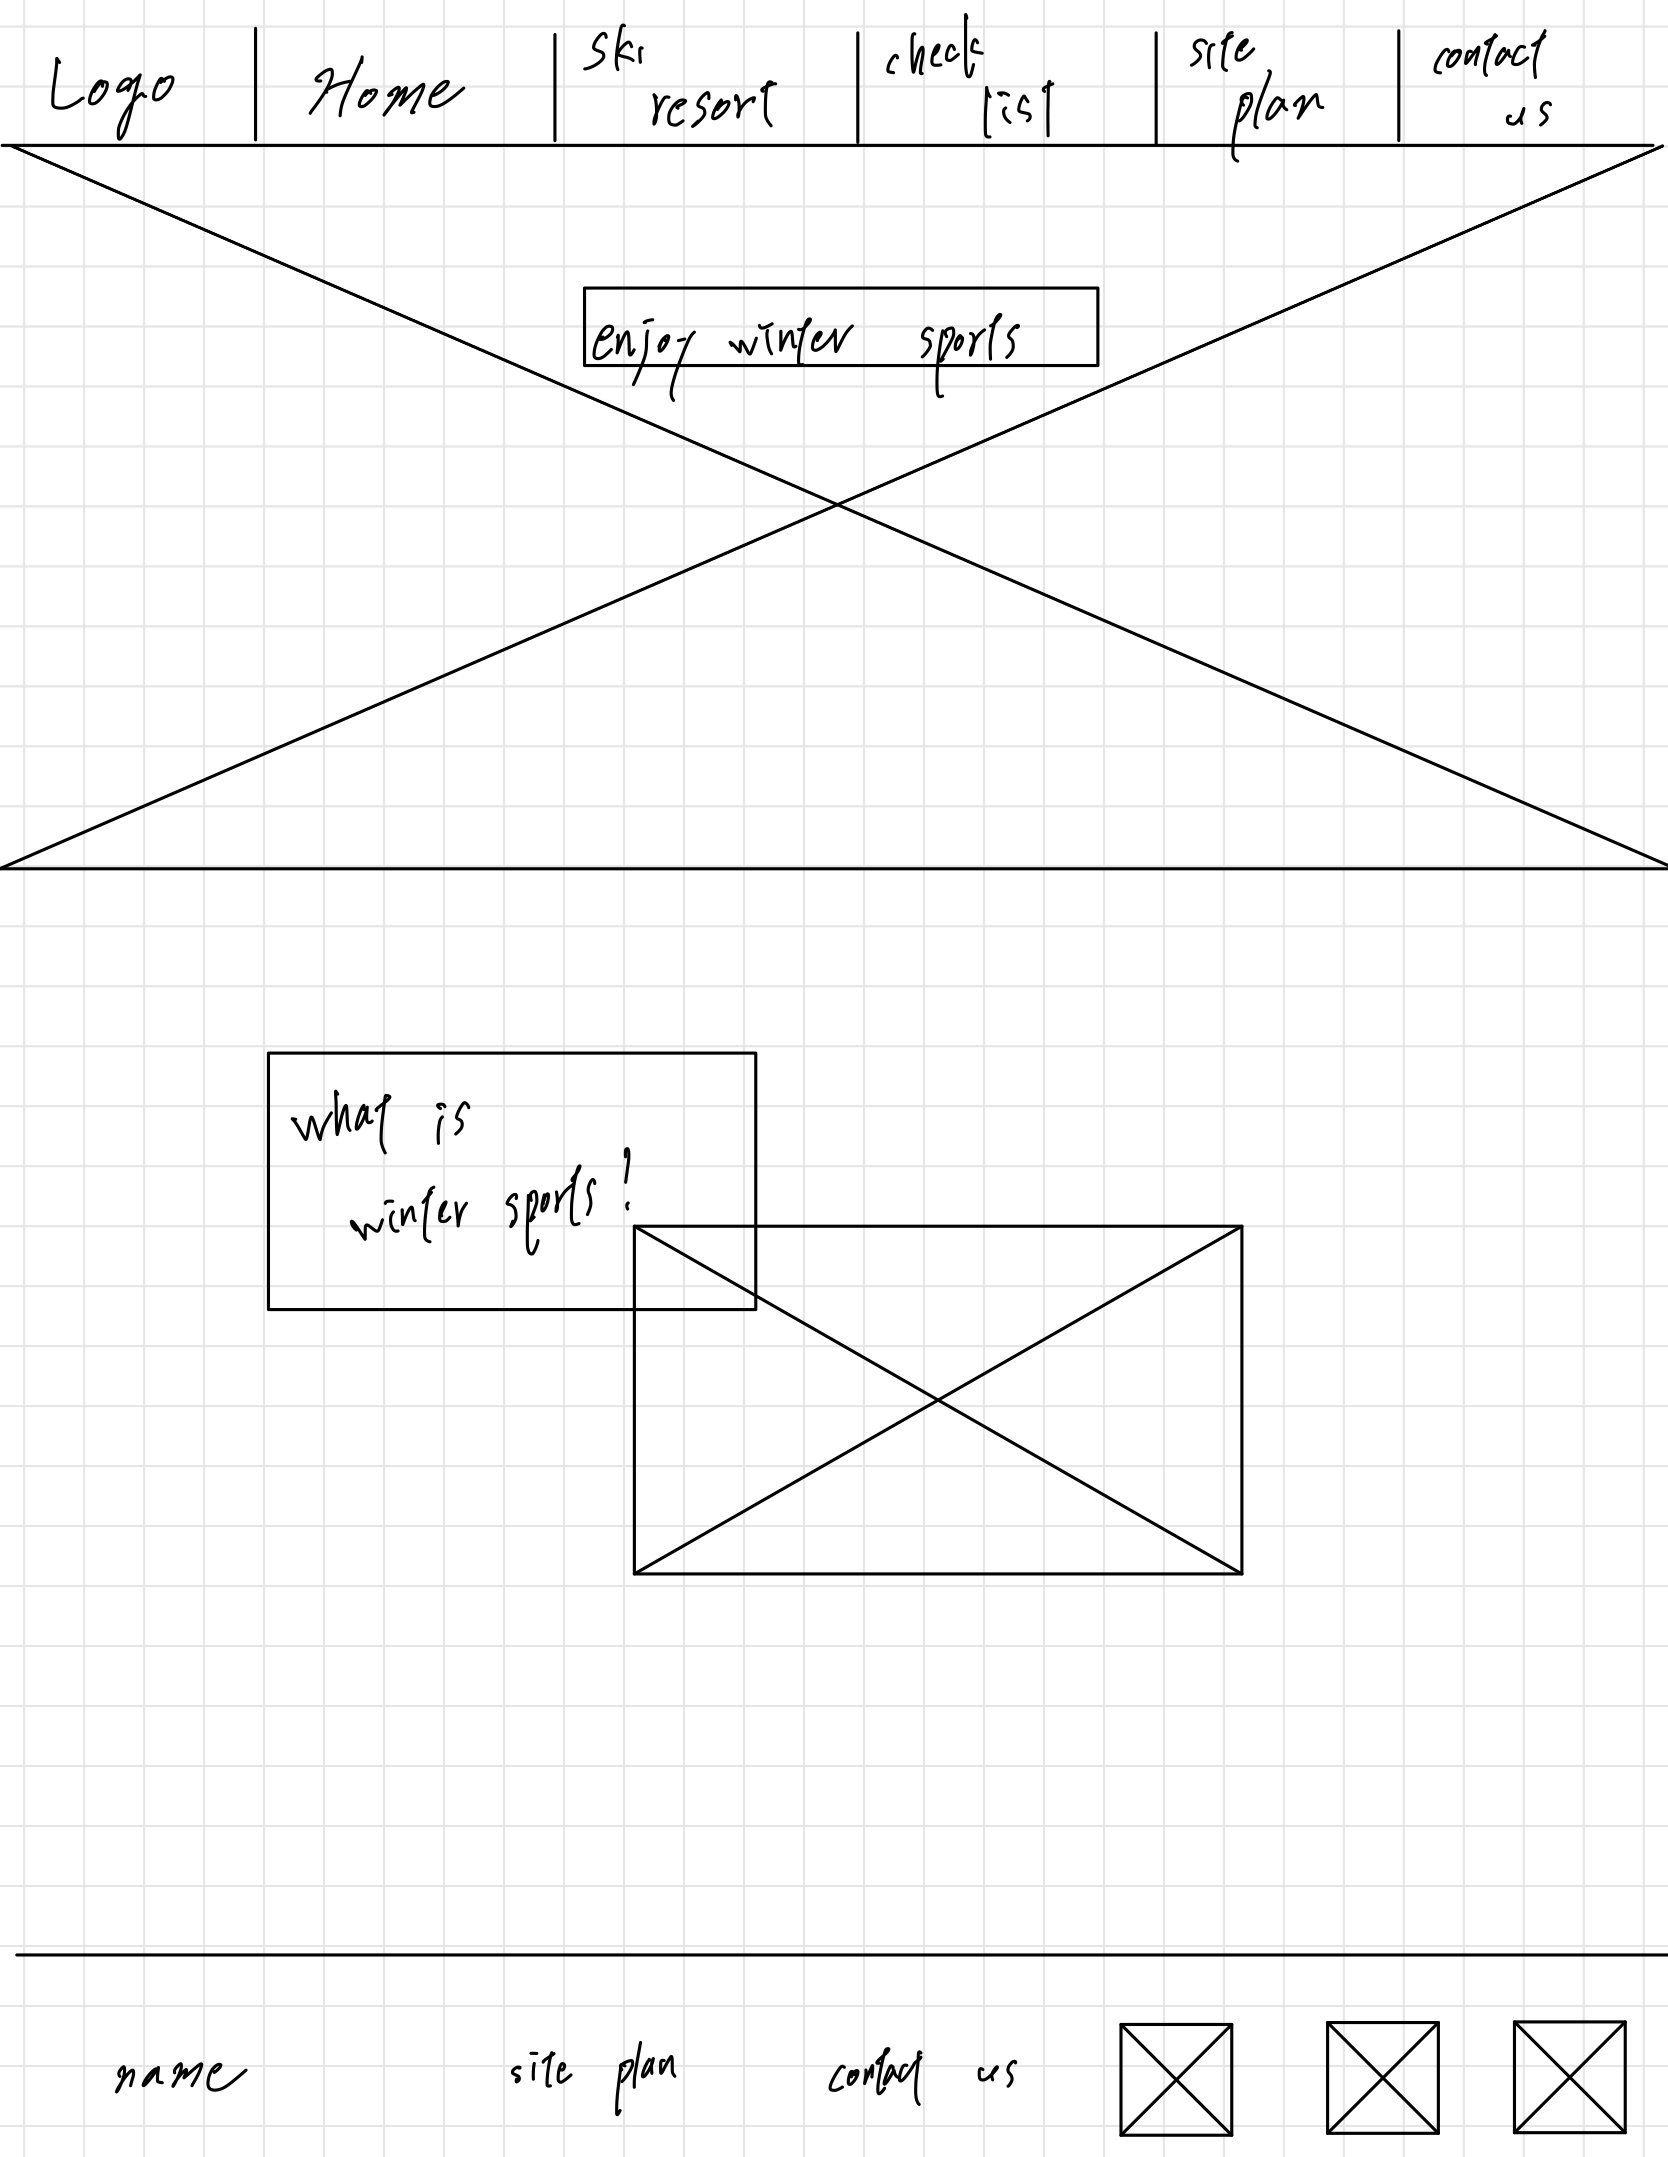 Logo
Home
ski
resort
check
list
site
plan
contact
us
enjoy winter sports
what is
winter sports?
name
site plan
contact us